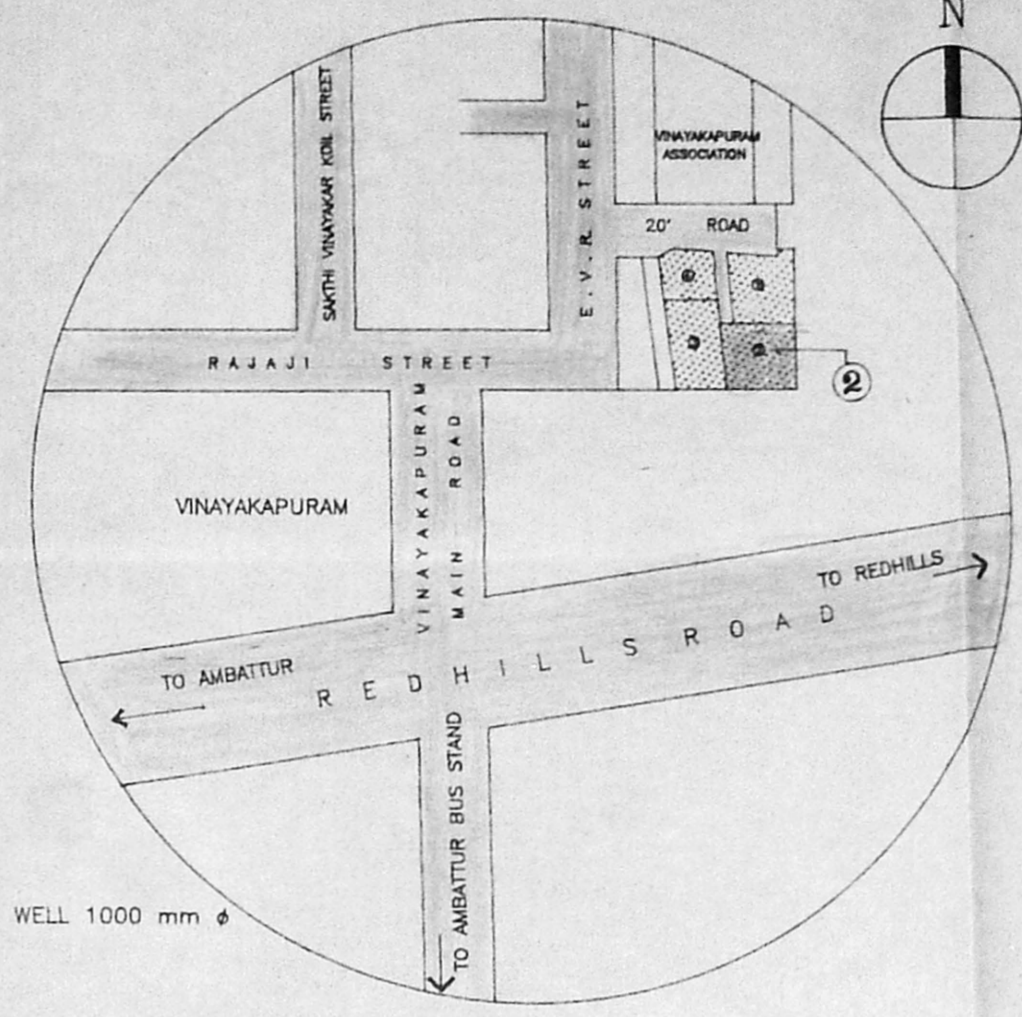 N
SAKTHI VINAYAKAR KOIL STREET
E.V.R. STREET
VINAYAKAPURAM
ASSOCIATION
20' ROAD
RAJAJI STREET
2
VINAYAKAPURAM
MAIN ROAD
VINAYAKAPURAM
TO REDHILLS
TO AMBATTUR
REDHILLS ROAD
TO AMBATTUR BUS STAND
WELL 1000 mm ϕ